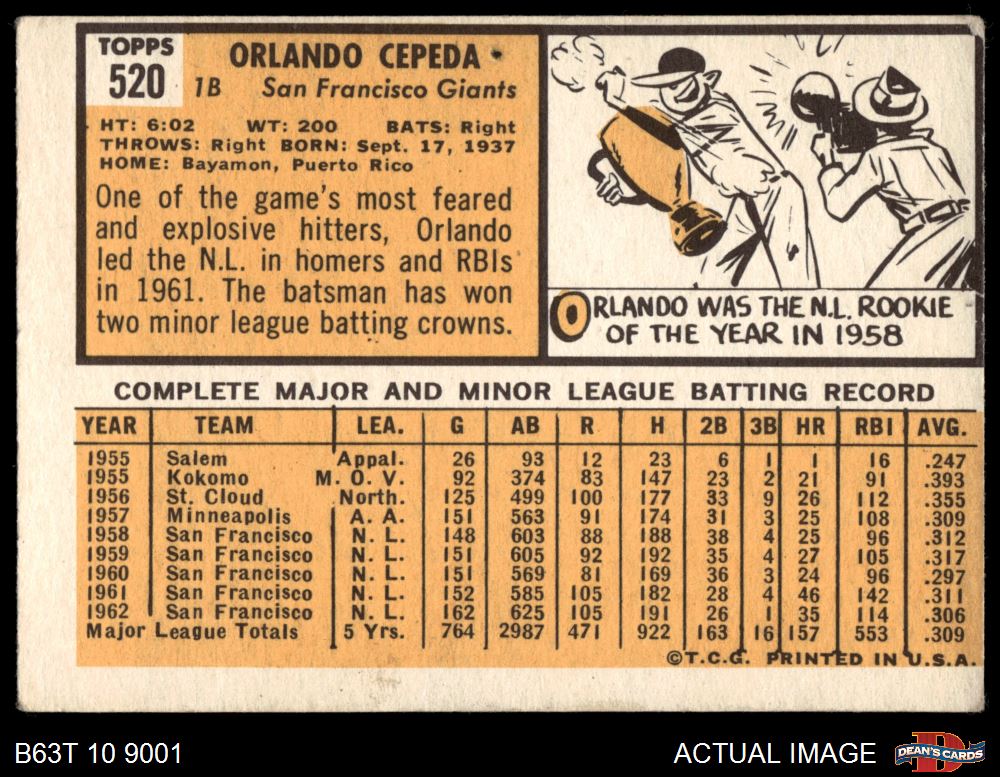 TOPPS
520
ORLANDO CEPEDA
1B San Francisco Giants
HT: 6:02 WT: 200 BATS: Right
THROWS: Right BORN: Sept. 17, 1937
HOME: Bayamon, Puerto Rico
One of the game's most feared
and explosive hitters, Orlando
led the N.L. in homers and RBIs
in 1961. The batsman has won
two minor league batting crowns.
ORLANDO WAS THE N.L. ROOKIE
OF THE YEAR IN 1958
COMPLETE MAJOR AND MINOR LEAGUE BATTING RECORD
YEAR TEAM LEA. G AB R H 2B 3B HR RBI AVG.
1955 Salem Appal. 26 93 12 23 6 1 1 16 .247
1955 Kokomo M. O. V. 92 374 83 147 23 2 21 91 .393
1956 St. Cloud North. 125 499 100 177 33 9 26 112 .355
1957 Minneapolis A. A. 151 563 91 174 31 3 25 108 .309
1958 San Francisco N. L. 148 603 88 188 38 4 25 96 .312
1959 San Francisco N. L. 151 605 92 192 35 4 27 105 .317
1960 San Francisco N. L. 151 569 81 169 36 3 24 96 .297
1961 San Francisco N. L. 152 585 105 182 28 4 46 142 .311
1962 San Francisco N. L. 162 625 105 191 26 1 35 114 .306
Major League Totals 5 Yrs. 764 2987 471 922 163 16 157 553 .309
©T.C.G. PRINTED IN U.S.A.
B63T 10 9001
ACTUAL IMAGE
D
DEAN'S CARDS